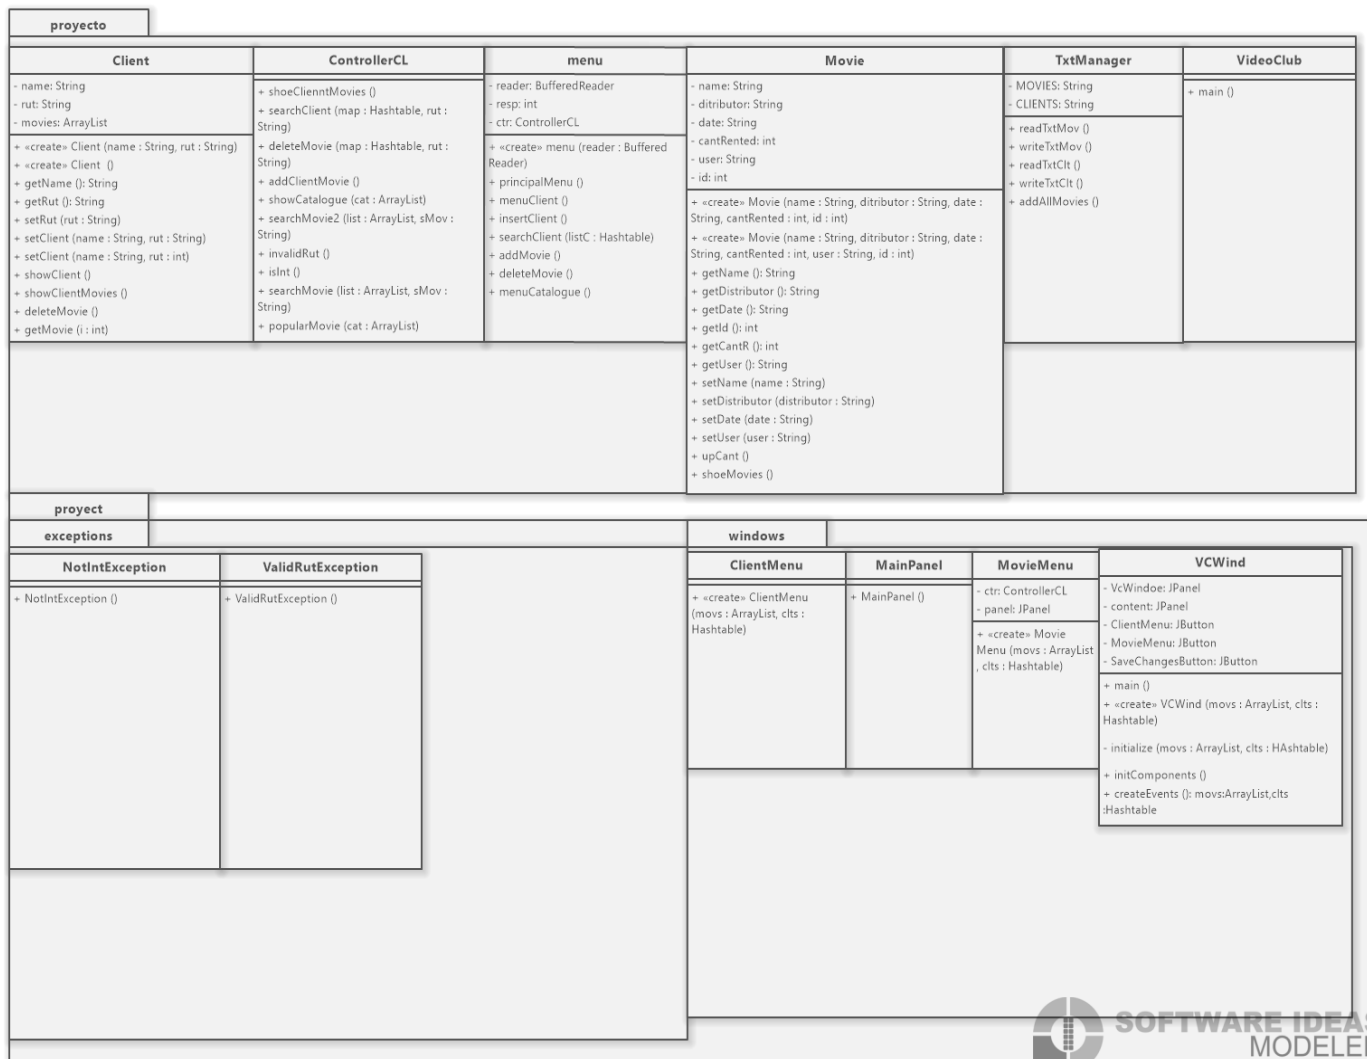 proyecto
Client
- name: String
- rut: String
- movies: ArrayList
+ «create» Client (name : String, rut : String)
+ «create» Client ()
+ getName (): String
+ getRut (): String
+ setRut (rut : String)
+ setClient (name : String, rut : String)
+ setClient (name : String, rut : int)
+ showClient ()
+ showClientMovies ()
+ deleteMovie ()
+ getMovie (i : int)
ControllerCL
+ shoeClienntMovies ()
+ searchClient (map : Hashtable, rut :
String)
+ deleteMovie (map : Hashtable, rut :
String)
+ addClientMovie ()
+ showCatalogue (cat : ArrayList)
+ searchMovie2 (list : ArrayList, sMov :
String)
+ invalidRut ()
+ isInt ()
+ searchMovie (list : ArrayList, sMov :
String)
+ popularMovie (cat : ArrayList)
menu
- reader: BufferedReader
- resp: int
- ctr: ControllerCL
+ «create» menu (reader : Buffered
Reader)
+ principalMenu ()
+ menuClient ()
+ insertClient ()
+ searchClient (listC : Hashtable)
+ addMovie ()
+ deleteMovie ()
+ menuCatalogue ()
Movie
- name: String
- ditributor: String
- date: String
- cantRented: int
- user: String
- id: int
+ «create» Movie (name : String, ditributor : String, date :
String, cantRented : int, id : int)
+ «create» Movie (name : String, ditributor : String, date :
String, cantRented : int, user : String, id : int)
+ getName (): String
+ getDistributor (): String
+ getDate (): String
+ getId (): int
+ getCantR (): int
+ getUser (): String
+ setName (name : String)
+ setDistributor (distributor : String)
+ setDate (date : String)
+ setUser (user : String)
+ upCant ()
+ shoeMovies ()
TxtManager
- MOVIES: String
- CLIENTS: String
+ readTxtMov ()
+ writeTxtMov ()
+ readTxtClt ()
+ writeTxtClt ()
+ addAllMovies ()
VideoClub
+ main ()
proyect
exceptions
NotIntException
+ NotIntException ()
ValidRutException
+ ValidRutException ()
windows
ClientMenu
+ «create» ClientMenu
(movs : ArrayList, clts :
Hashtable)
MainPanel
+ MainPanel ()
MovieMenu
- ctr: ControllerCL
- panel: JPanel
+ «create» Movie
Menu (movs : ArrayList
, clts : Hashtable)
VCWind
- VcWindoe: JPanel
- content: JPanel
- ClientMenu: JButton
- MovieMenu: JButton
- SaveChangesButton: JButton
+ main ()
+ «create» VCWind (movs : ArrayList, clts :
Hashtable)
- initialize (movs : ArrayList, clts : HAshtable)
+ initComponents ()
+ createEvents (): movs:ArrayList,clts
:Hashtable
SOFTWARE IDEAS
MODELER